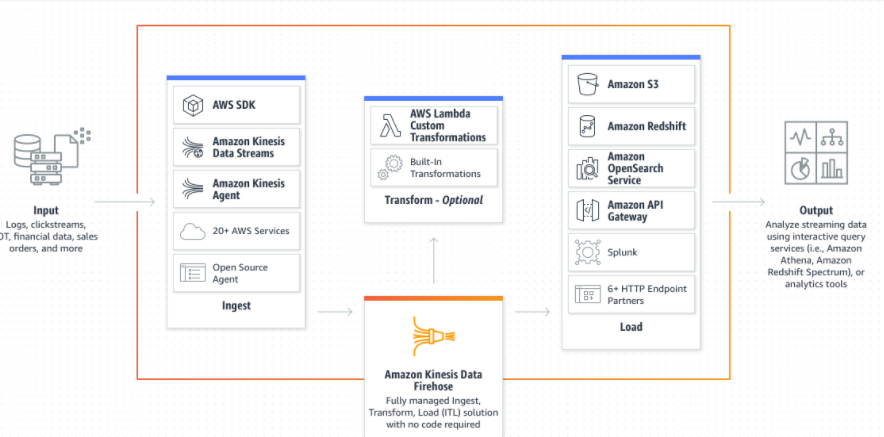 Input
Logs, clickstreams,
OT, financial data, sales
orders, and more
AWS SDK
Amazon Kinesis
Data Streams
Amazon Kinesis
Agent
20+ AWS Services
Open Source
Agent
Ingest
AWS Lambda
Custom
Transformations
Built-In
Transformations
Transform - Optional
Amazon Kinesis Data
Firehose
Fully managed Ingest,
Transform, Load (ITL) solution
with no code required
Amazon S3
Amazon Redshift
Amazon
OpenSearch
Service
Amazon API
Gateway
Splunk
6+ HTTP Endpoint
Partners
Load
Output
Analyze streaming data
using interactive query
services (i.e., Amazon
Athena, Amazon
Redshift Spectrum), or
analytics tools